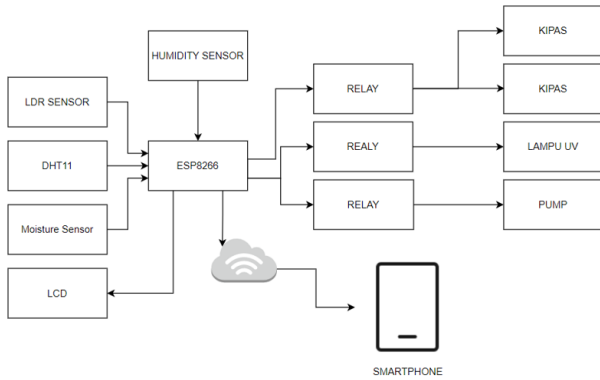 KIPAS
HUMIDITY SENSOR
LDR SENSOR
RELAY
KIPAS
DHT11
ESP8266
REALY
LAMPU UV
Moisture Sensor
RELAY
PUMP
LCD
SMARTPHONE